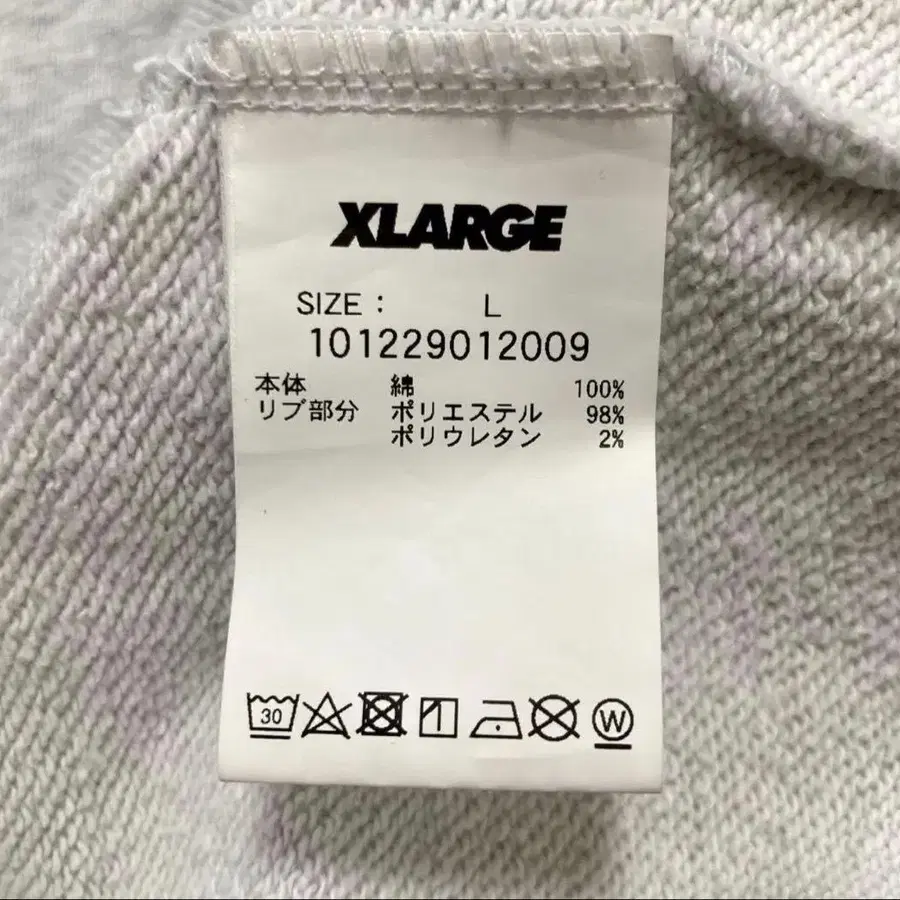 XLARGE
SIZE: L
101229012009
本体 綿 100%
リブ部分 ポリエステル 98%
ポリウレタン 2%
30 W